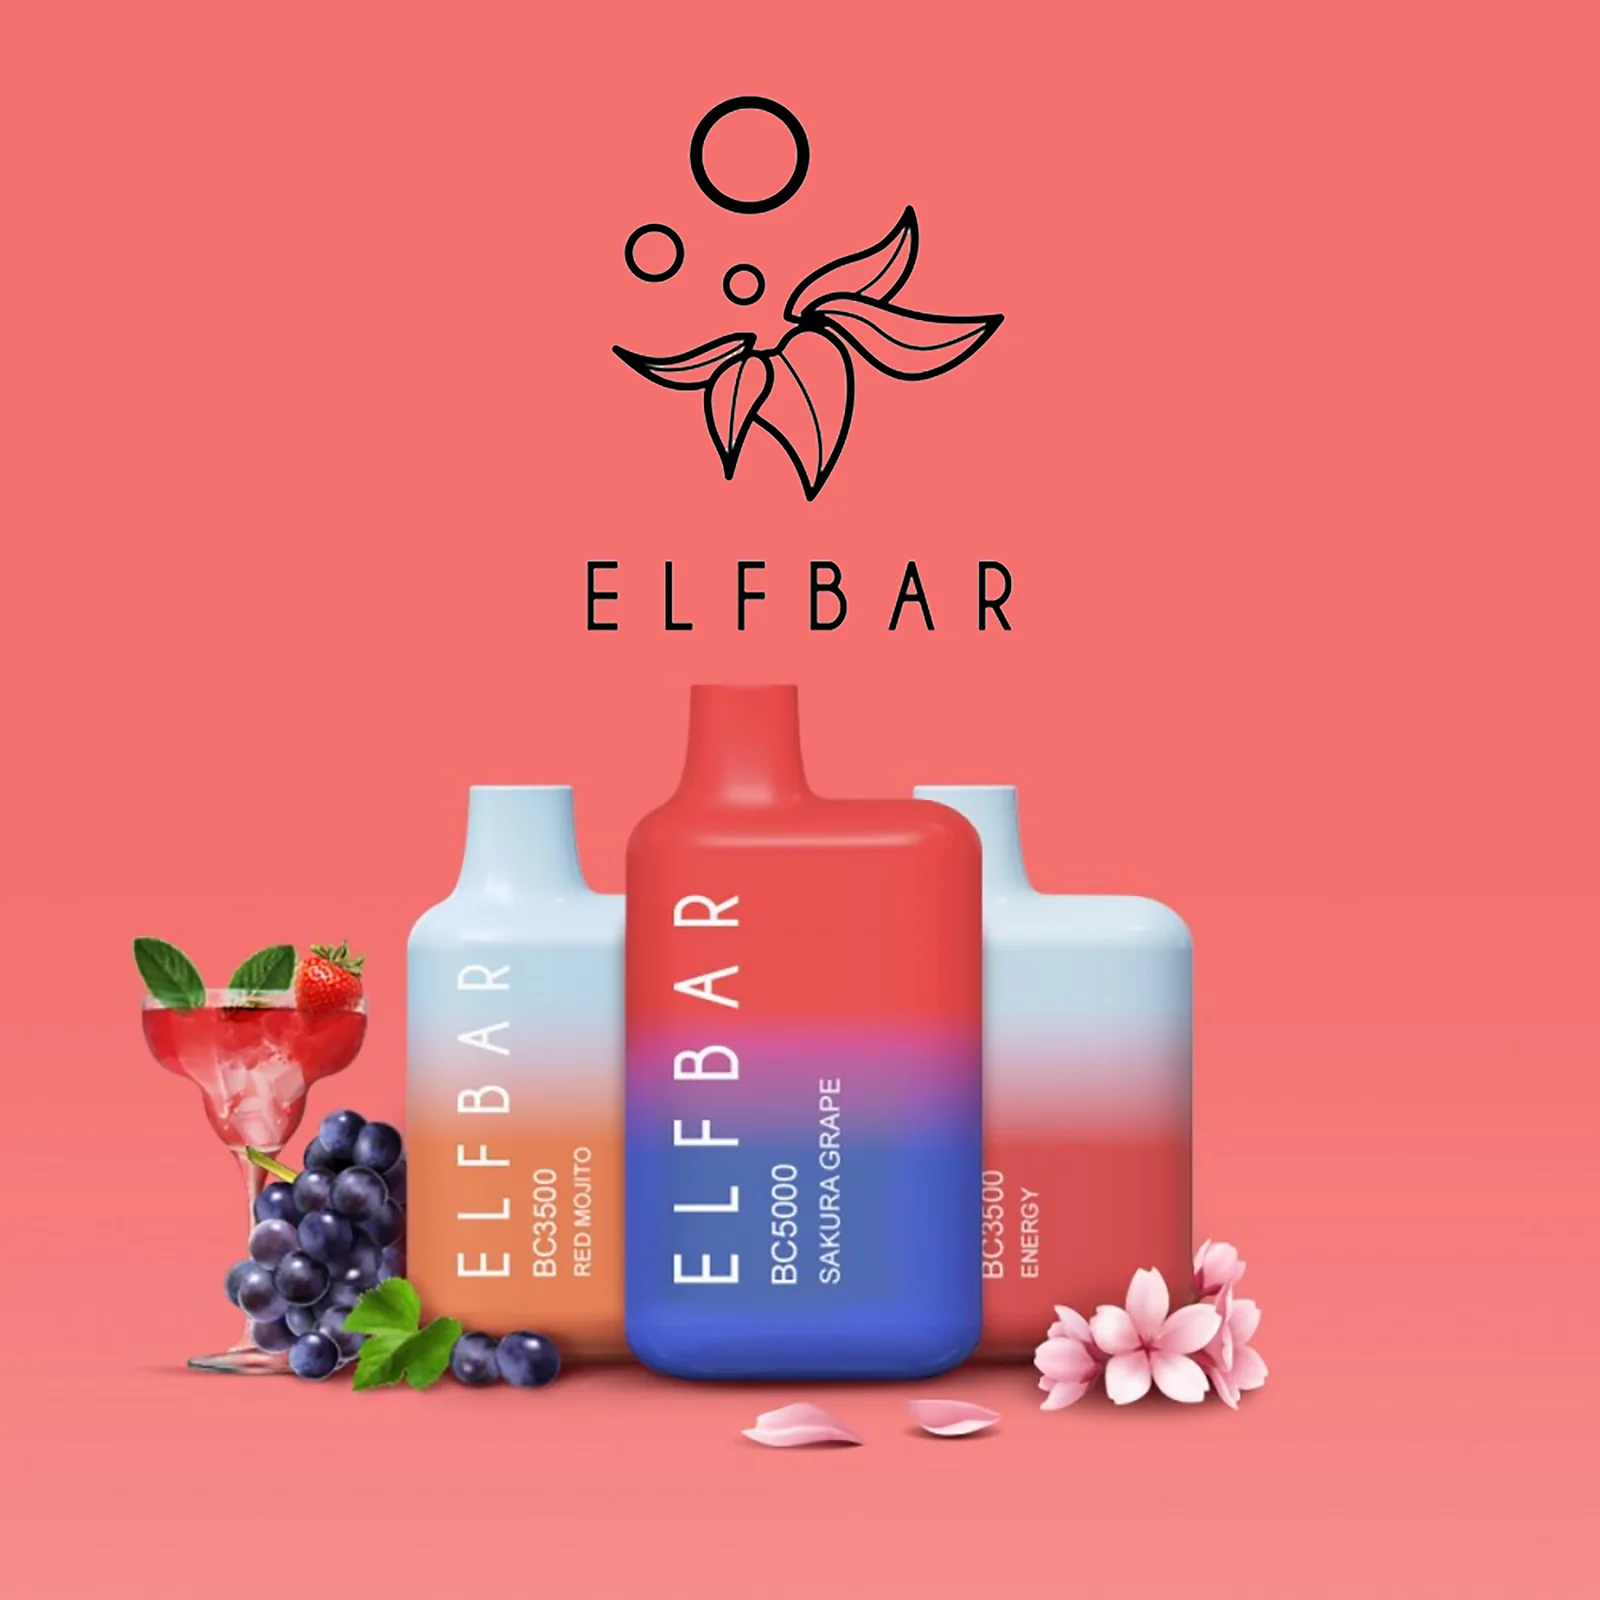 ELFBAR
ELFBAR
BC3500
RED MOJITO
ELFBAR
BC5000
SAKURA GRAPE
BC3500
ENERGY